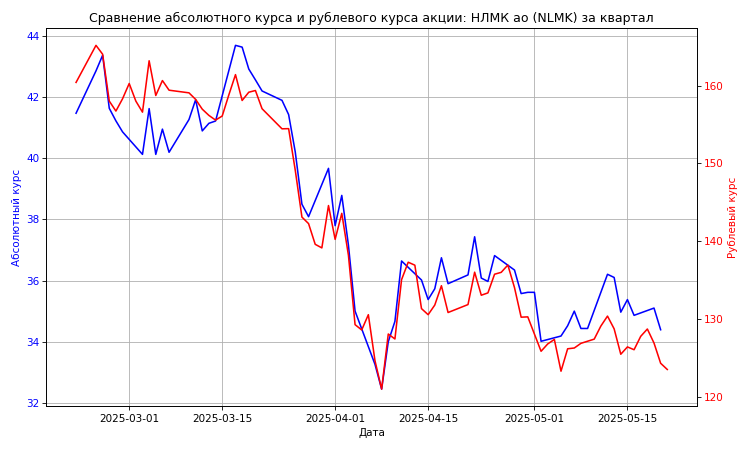 Сравнение абсолютного курса и рублевого курса акции: НЛМК ао (NLMK) за квартал
44
42
40
38
36
34
32
Абсолютный курс
160
150
140
130
120
Рублевый курс
2025-03-01 2025-03-15 2025-04-01 2025-04-15 2025-05-01 2025-05-15
Дата